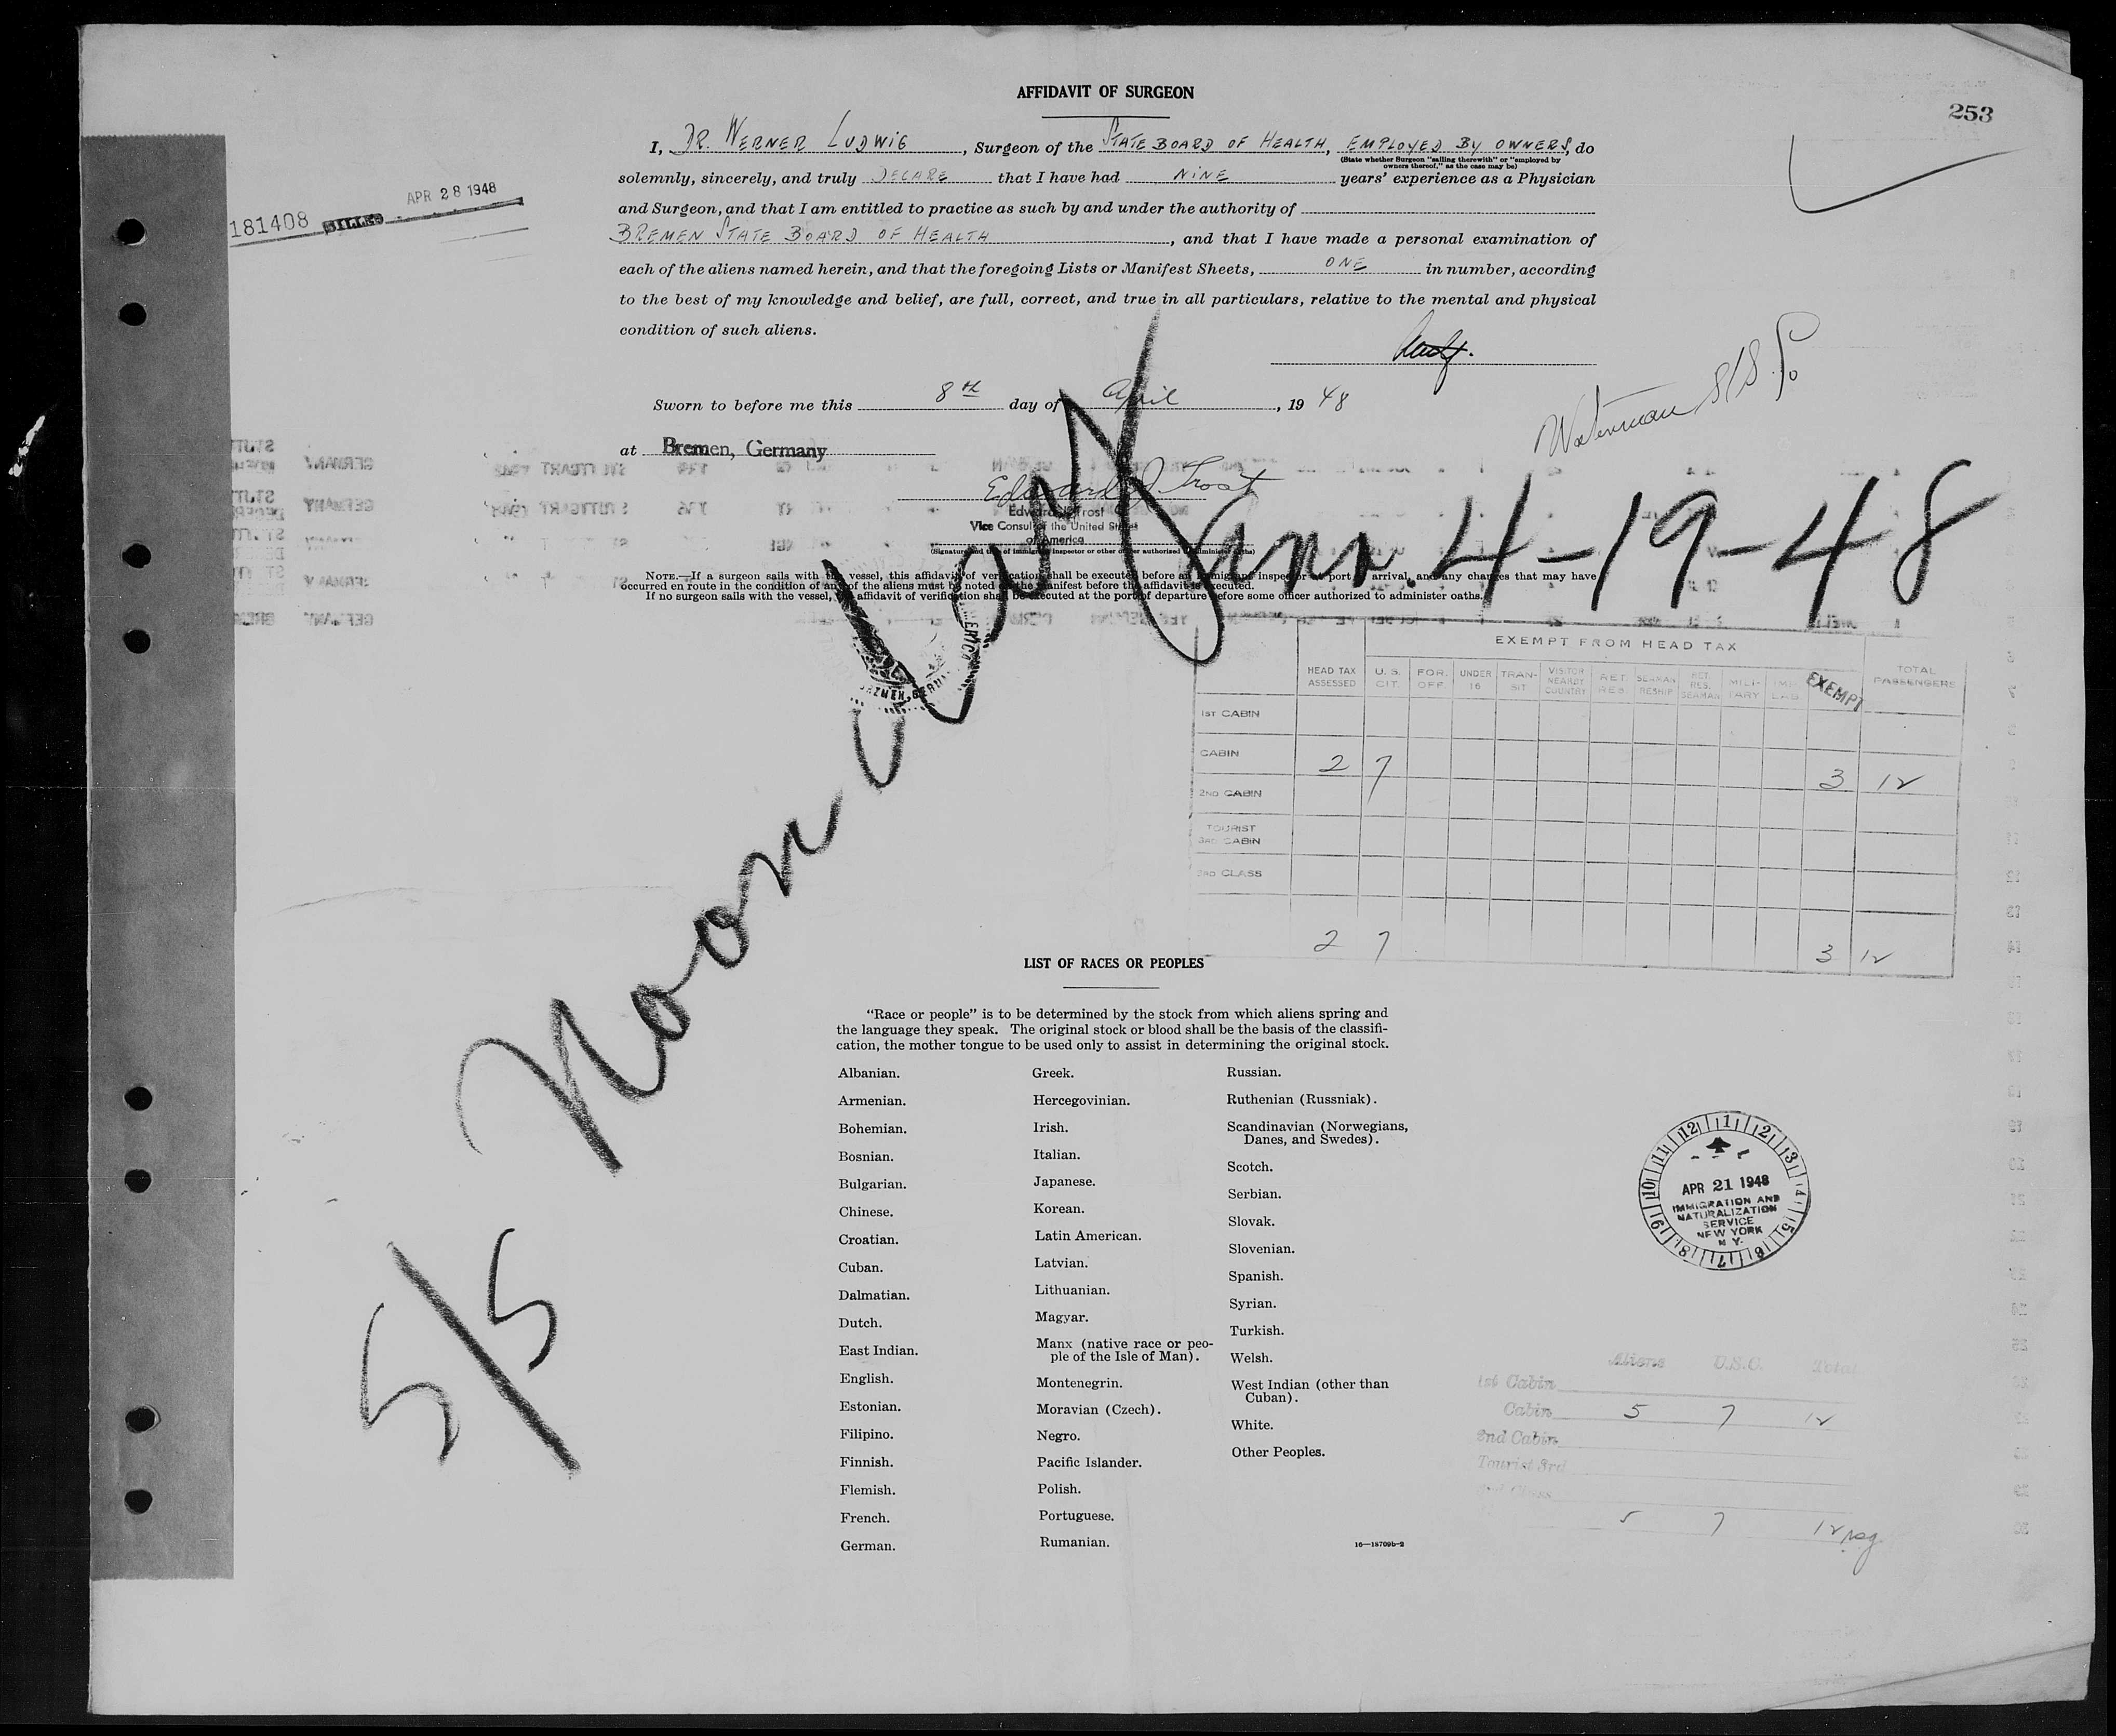 AFFIDAVIT OF SURGEON
253
I, DR. WERNER LUDWIG, Surgeon of the STATE BOARD OF HEALTH, EMPLOYED BY OWNERS, do
(State whether Surgeon "sailing therewith" or "employed by
owners thereof," as the case may be)
solemnly, sincerely, and truly DECARE that I have had NINE years' experience as a Physician
and Surgeon, and that I am entitled to practice as such by and under the authority of
BREMEN STATE BOARD OF HEALTH, and that I have made a personal examination of
each of the aliens named herein, and that the foregoing Lists or Manifest Sheets, ONE in number, according
to the best of my knowledge and belief, are full, correct, and true in all particulars, relative to the mental and physical
condition of such aliens.
APR 28 1948
181408 BILLED
Sworn to before me this 8th day of April, 1948
at Bremen, Germany
Waterman S/S Co
Edward J Trost
Edward J. Trost
Vice Consul of the United States
of America
(Signature and title of immigrant inspector or other officer authorized to administer oaths)
NOTE.—If a surgeon sails with the vessel, this affidavit of verification shall be executed before an immigrant inspector at port of arrival, and any changes that may have
occurred en route in the condition of any of the aliens must be noted on the manifest before the affidavit is executed.
If no surgeon sails with the vessel, the affidavit of verification shall be executed at the port of departure before some officer authorized to administer oaths.
4-19-48
S/S Noon
EXEMPT FROM HEAD TAX
HEAD TAX ASSESSED
U.S. CIT.
FOR. OFF.
UNDER 16
TRAN-SIT
VISITOR NEARBY COUNTRY
RET. RES.
SEAMAN RESHIP
RET. RES. SEAMAN
MILI-TARY
EXEMPT
TOTAL PASSENGERS
1ST CABIN
CABIN 2 7 3 12
2ND CABIN
TOURIST
3RD CABIN
3RD CLASS
2 7 3 12
LIST OF RACES OR PEOPLES
"Race or people" is to be determined by the stock from which aliens spring and
the language they speak. The original stock or blood shall be the basis of the classifi-
cation, the mother tongue to be used only to assist in determining the original stock.
Albanian.
Armenian.
Bohemian.
Bosnian.
Bulgarian.
Chinese.
Croatian.
Cuban.
Dalmatian.
Dutch.
East Indian.
English.
Estonian.
Filipino.
Finnish.
Flemish.
French.
German.
Greek.
Hercegovinian.
Irish.
Italian.
Japanese.
Korean.
Latin American.
Latvian.
Lithuanian.
Magyar.
Manx (native race or peo-
ple of the Isle of Man).
Montenegrin.
Moravian (Czech).
Negro.
Pacific Islander.
Polish.
Portuguese.
Rumanian.
Russian.
Ruthenian (Russniak).
Scandinavian (Norwegians,
Danes, and Swedes).
Scotch.
Serbian.
Slovak.
Slovenian.
Spanish.
Syrian.
Turkish.
Welsh.
West Indian (other than
Cuban).
White.
Other Peoples.
16—18709b-2
APR 21 1948
IMMIGRATION AND
NATURALIZATION
SERVICE
NEW YORK
N.Y.
Aliens U.S.C. Total
1st Cabin
Cabin 5 7 12
2nd Cabin
Tourist 3rd
5 7 12